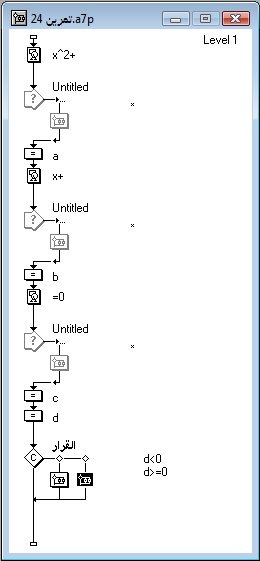 تمرين 24.a7p
Level 1
x^2+
Untitled
?
...
=
a
x+
Untitled
?
...
=
b
=0
Untitled
?
...
=
c
=
d
القرار
C
d<0
d>=0